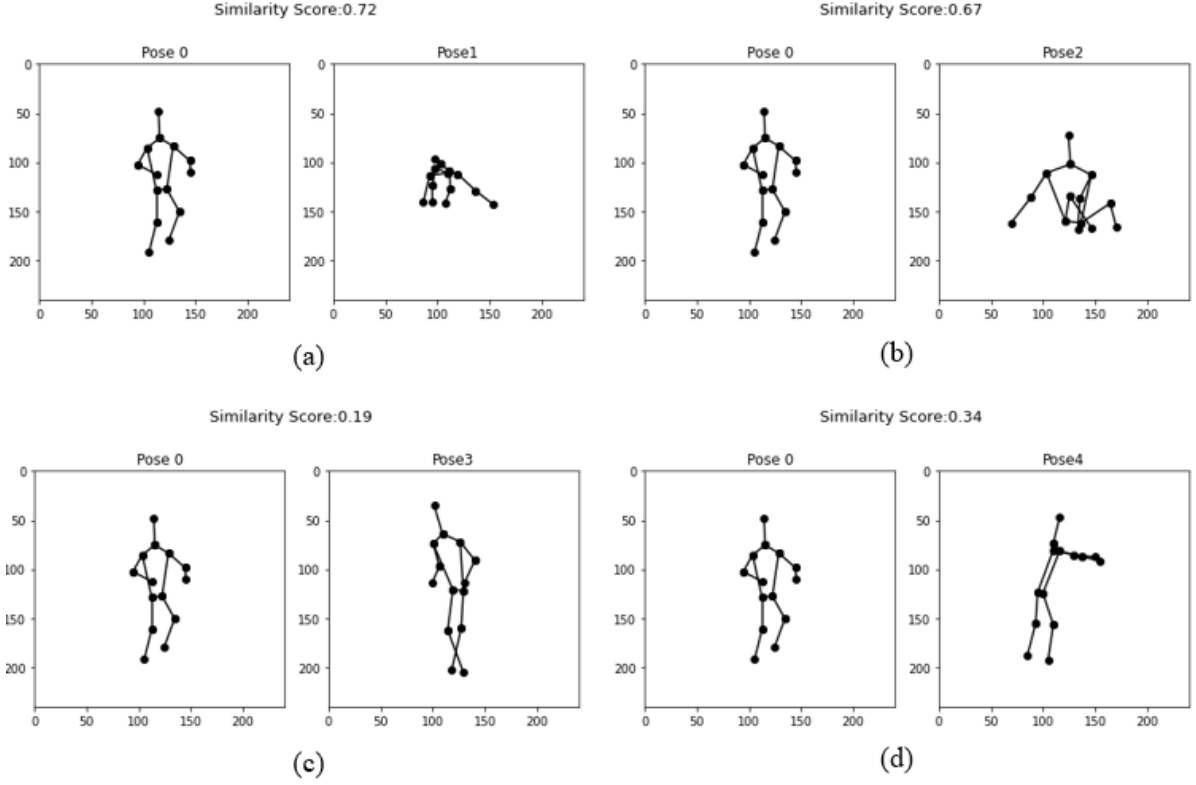 Similarity Score:0.72
Similarity Score:0.67
Pose 0
Pose1
Pose 0
Pose2
0
50
100
150
200
0 50 100 150 200
0
50
100
150
200
0 50 100 150 200
0
50
100
150
200
0 50 100 150 200
0
50
100
150
200
0 50 100 150 200
(a)
(b)
Similarity Score:0.19
Similarity Score:0.34
Pose 0
Pose3
Pose 0
Pose4
0
50
100
150
200
0 50 100 150 200
0
50
100
150
200
0 50 100 150 200
0
50
100
150
200
0 50 100 150 200
0
50
100
150
200
0 50 100 150 200
(c)
(d)